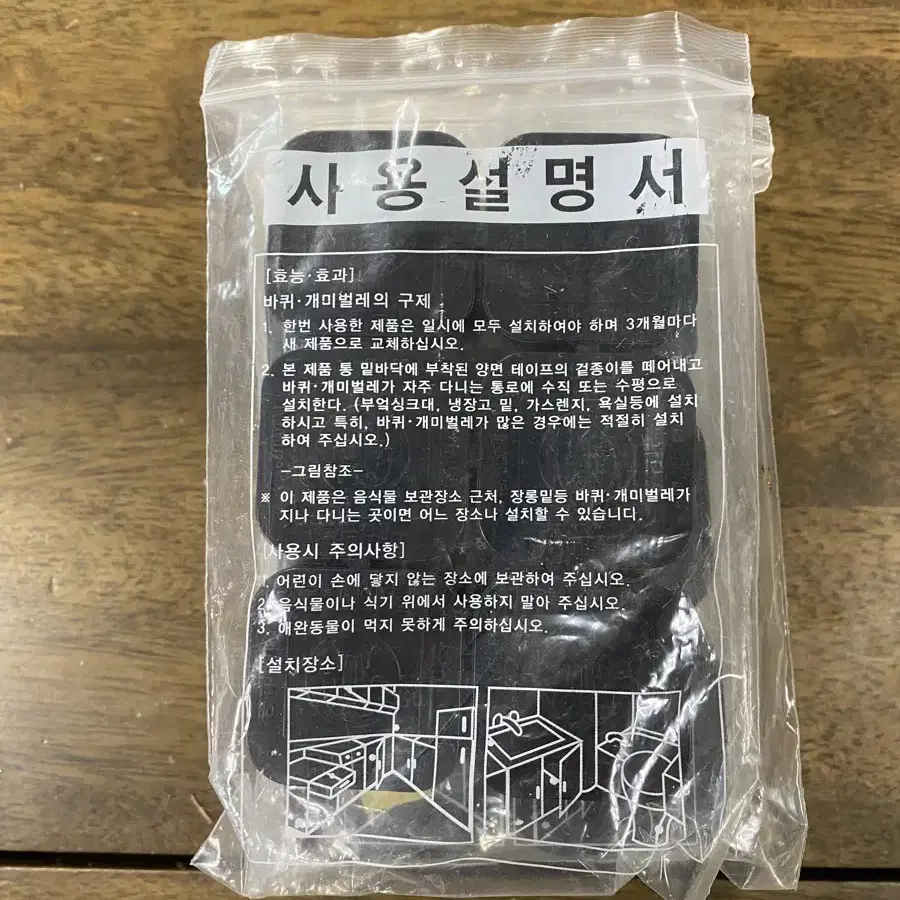 사용설명서
[효능·효과]
바퀴·개미벌레의 구제
1. 한번 사용한 제품은 일시에 모두 설치하여야 하며 3개월마다
새 제품으로 교체하십시오.
2. 본 제품 통 밑바닥에 부착된 양면 테이프의 겉종이를 떼어내고
바퀴·개미벌레가 자주 다니는 통로에 수직 또는 수평으로
설치한다. (부엌싱크대, 냉장고 밑, 가스렌지, 욕실등에 설치
하시고 특히, 바퀴·개미벌레가 많은 경우에는 적절히 설치
하여 주십시오.)
-그림참조-
※ 이 제품은 음식물 보관장소 근처, 장롱밑등 바퀴·개미벌레가
지나 다니는 곳이면 어느 장소나 설치할 수 있습니다.
[사용시 주의사항]
1. 어린이 손에 닿지 않는 장소에 보관하여 주십시오.
2. 음식물이나 식기 위에서 사용하지 말아 주십시오.
3. 애완동물이 먹지 못하게 주의하십시오.
[설치장소]